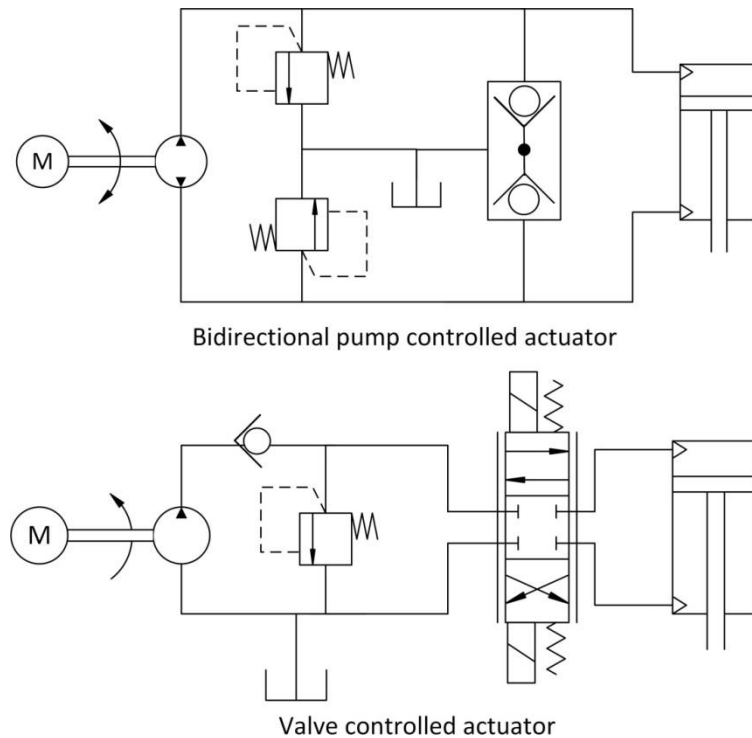 M
Bidirectional pump controlled actuator
M
Valve controlled actuator